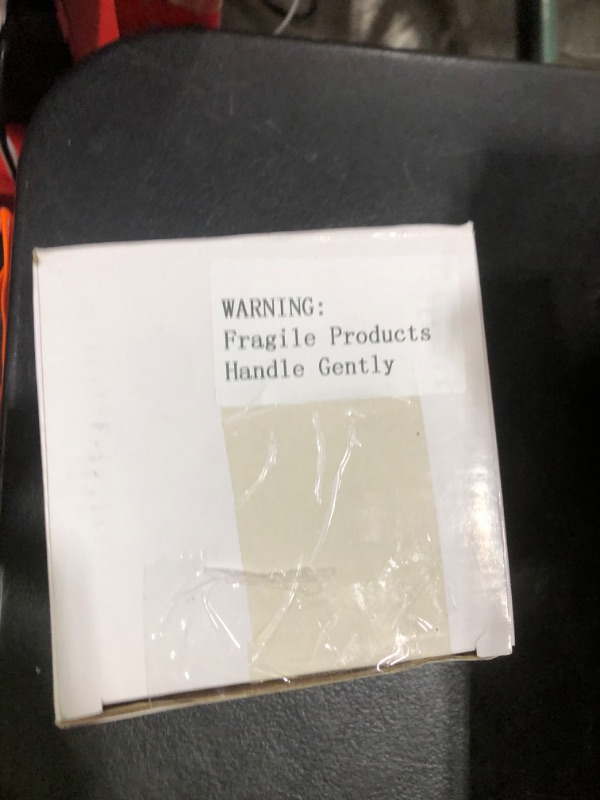 WARNING:
Fragile Products
Handle Gently